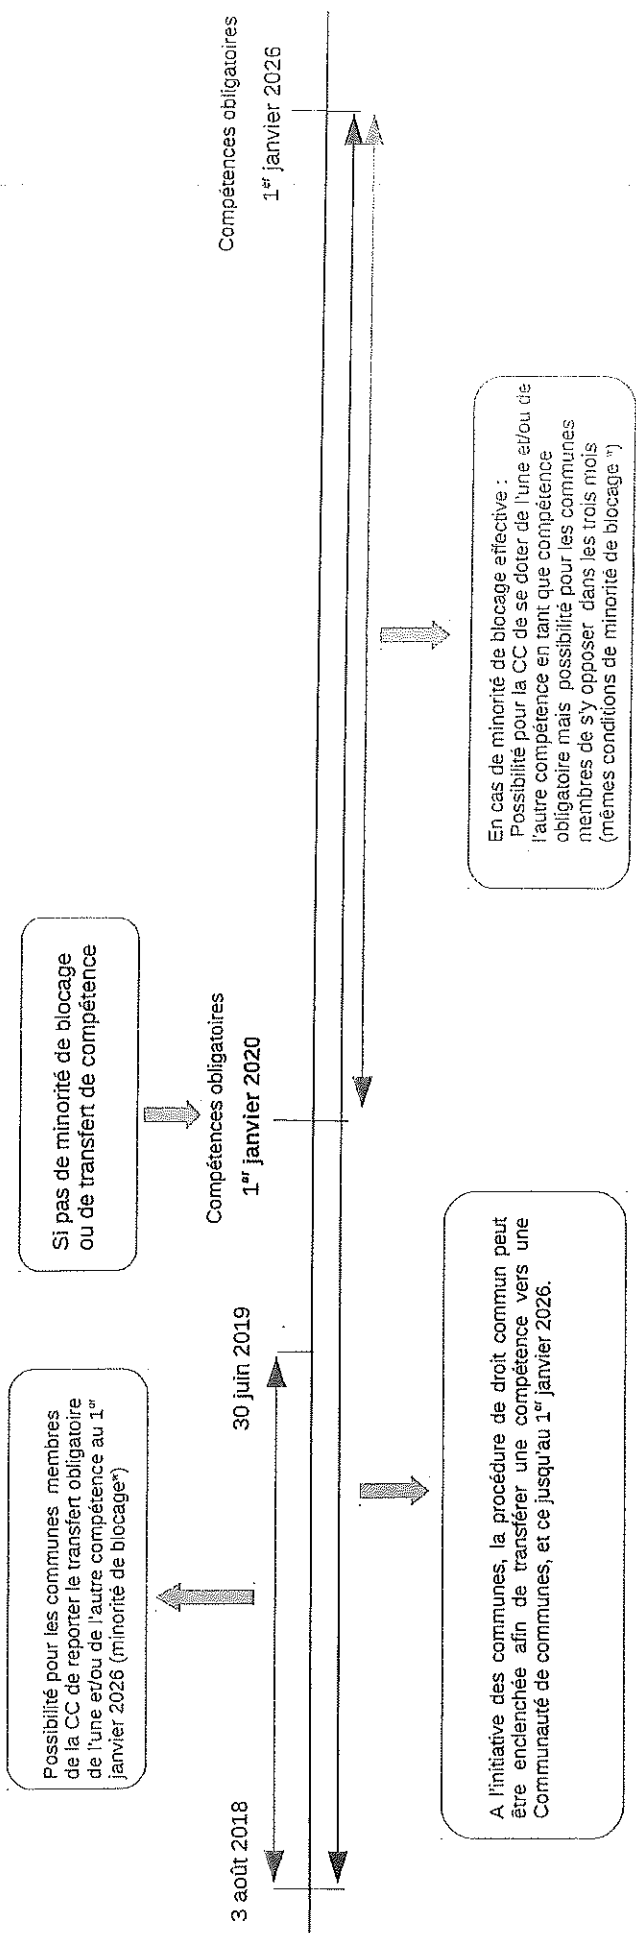 Possibilité pour les communes membres
de la CC de reporter le transfert obligatoire
de l'une et/ou de l'autre compétence au 1er
janvier 2026 (minorité de blocage*)
Si pas de minorité de blocage
ou de transfert de compétence
3 août 2018
30 juin 2019
Compétences obligatoires
1er janvier 2020
Compétences obligatoires
1er janvier 2026
A l'initiative des communes, la procédure de droit commun peut
être enclenchée afin de transférer une compétence vers une
Communauté de communes, et ce jusqu'au 1er janvier 2026.
En cas de minorité de blocage effective :
Possibilité pour la CC de se doter de l'une et/ou de
l'autre compétence en tant que compétence
obligatoire mais possibilité pour les communes
membres de s'y opposer dans les trois mois
(mêmes conditions de minorité de blocage *)